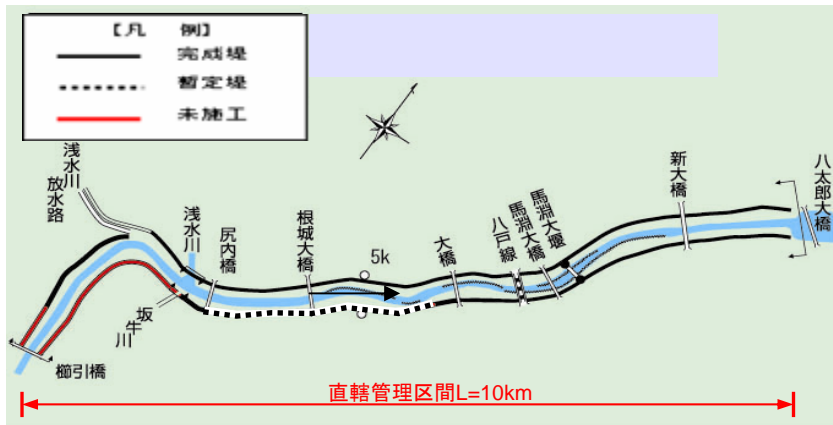 【凡 例】
完成堤
暫定堤
未施工
浅水川
放水路
浅水川
尻内橋
根城大橋
5k
大橋
八戸線
馬淵大橋
馬淵大堰
新大橋
八太郎大橋
坂牛川
櫛引橋
直轄管理区間L=10km